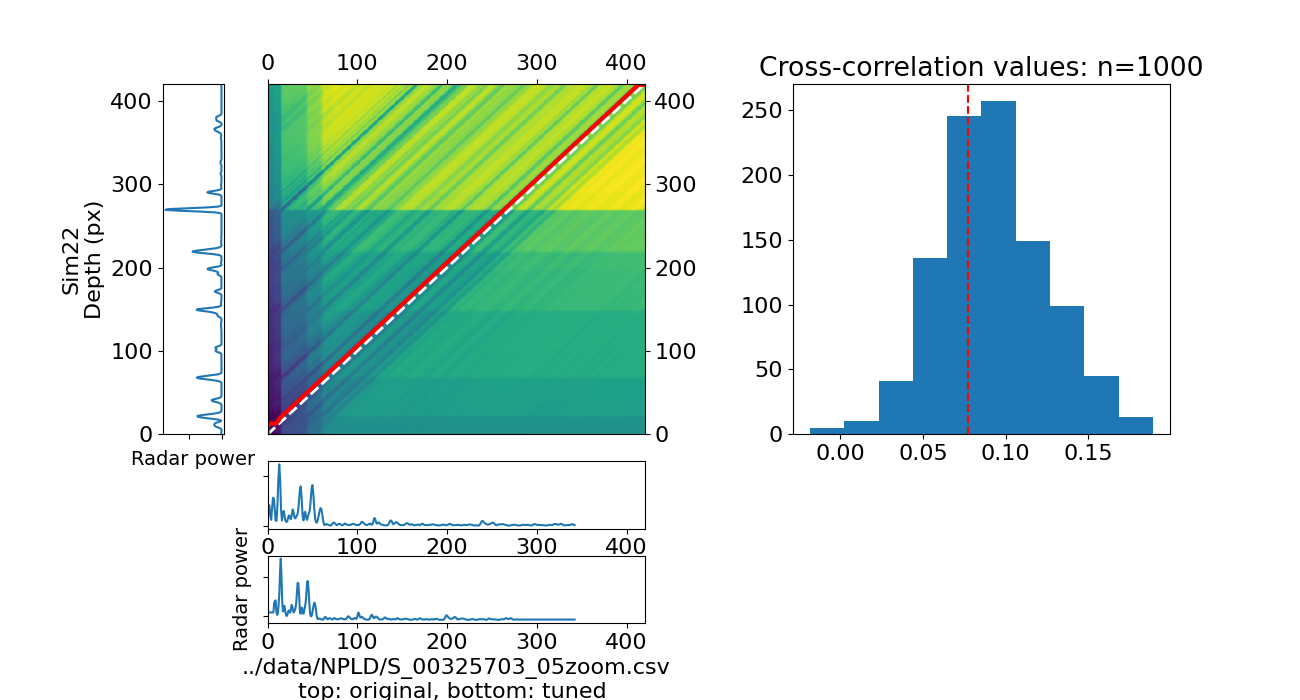 0 100 200 300 400
Cross-correlation values: n=1000
400 400 250
300 300 200
Sim22
Depth (px)
200 200 150
100 100 100
50
0 0 0
Radar power
0.00 0.05 0.10 0.15
0 100 200 300 400
Radar power
0 100 200 300 400
../data/NPLD/S_00325703_05zoom.csv
top: original, bottom: tuned